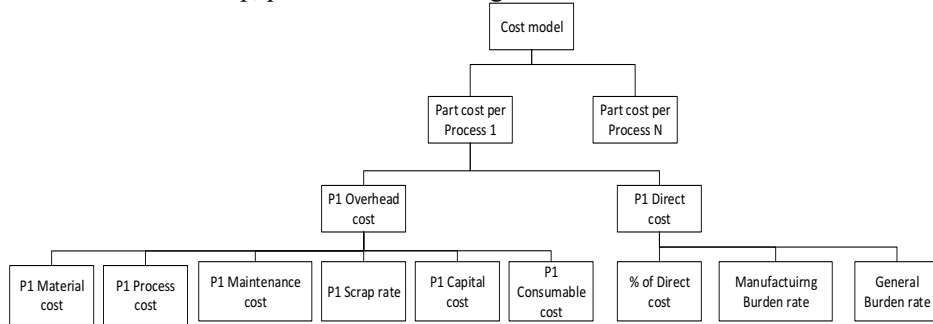 Cost model
Part cost per
Process 1
Part cost per
Process N
P1 Overhead
cost
P1 Direct
cost
P1 Material
cost
P1 Process
cost
P1 Maintenance
cost
P1 Scrap rate
P1 Capital
cost
P1
Consumable
cost
% of Direct
cost
Manufactuirng
Burden rate
General
Burden rate